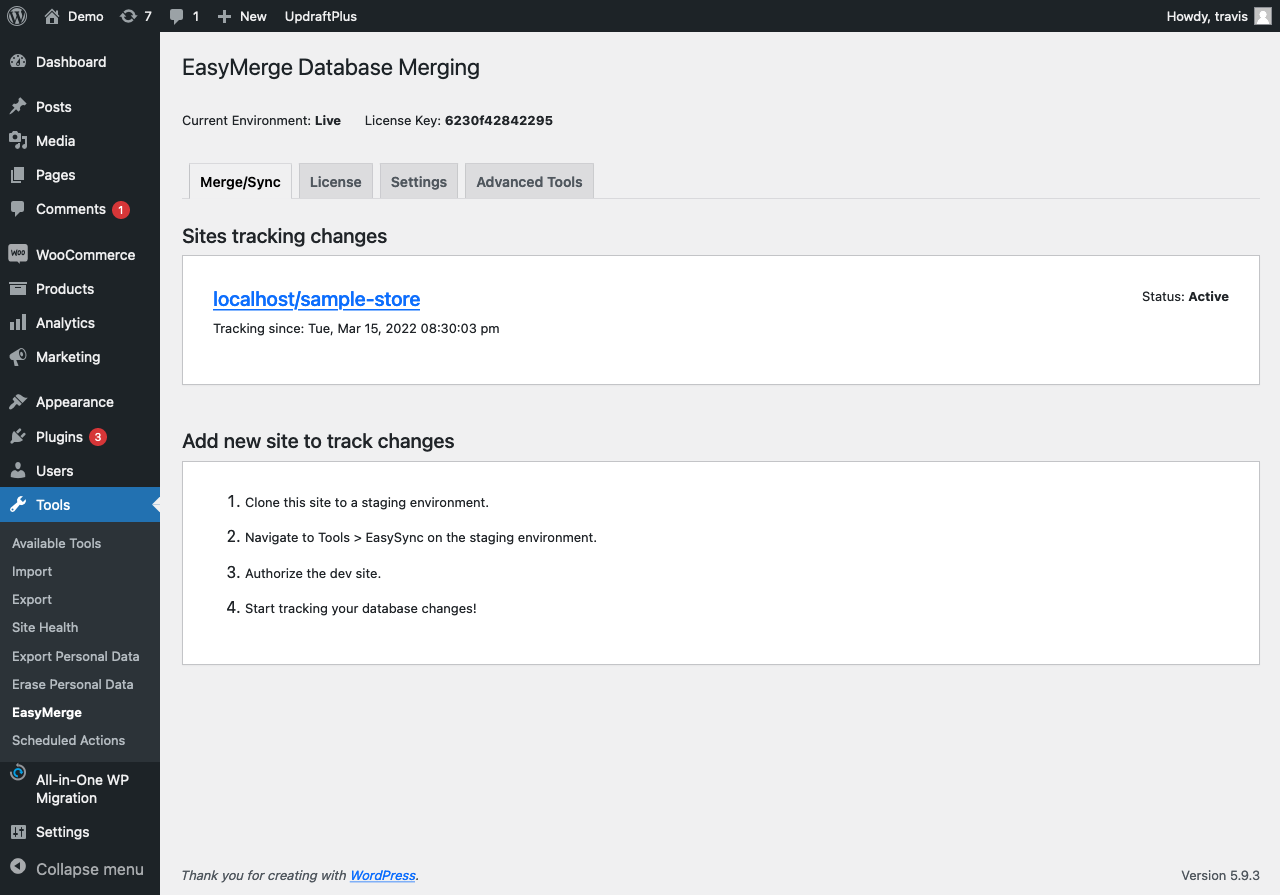 Demo
7
1
New
UpdraftPlus
Howdy, travis
Dashboard
Posts
Media
Pages
Comments 1
WOO WooCommerce
Products
Analytics
Marketing
Appearance
Plugins 3
Users
Tools
Available Tools
Import
Export
Site Health
Export Personal Data
Erase Personal Data
EasyMerge
Scheduled Actions
All-in-One WP
Migration
Settings
Collapse menu
EasyMerge Database Merging
Current Environment: Live License Key: 6230f42842295
Merge/Sync
License
Settings
Advanced Tools
Sites tracking changes
localhost/sample-store
Status: Active
Tracking since: Tue, Mar 15, 2022 08:30:03 pm
Add new site to track changes
1. Clone this site to a staging environment.
2. Navigate to Tools > EasySync on the staging environment.
3. Authorize the dev site.
4. Start tracking your database changes!
Thank you for creating with WordPress.
Version 5.9.3